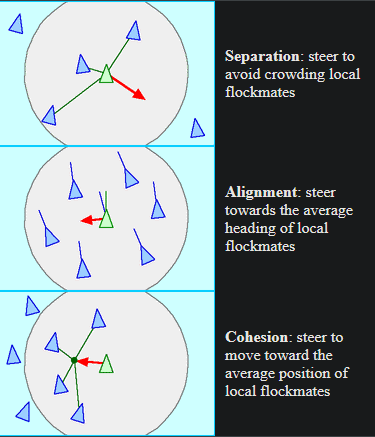 Separation: steer to
avoid crowding local
flockmates
Alignment: steer
towards the average
heading of local
flockmates
Cohesion: steer to
move toward the
average position of
local flockmates